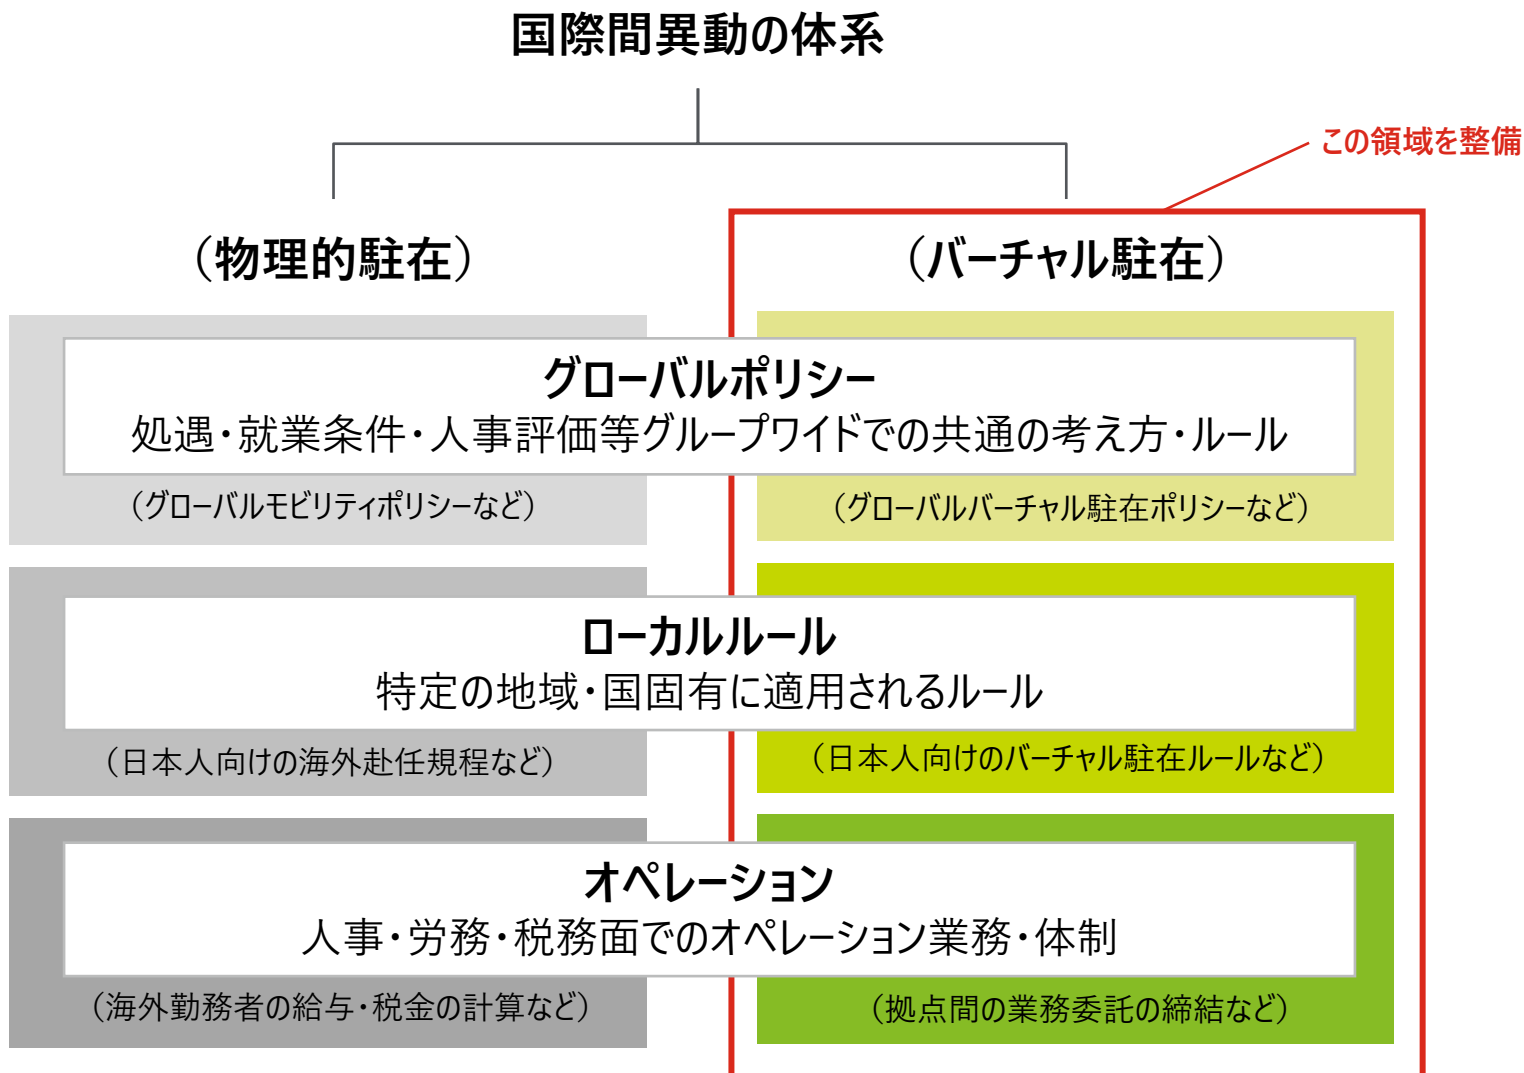 国際間異動の体系
この領域を整備
（物理的駐在）
（バーチャル駐在）
グローバルポリシー
処遇・就業条件・人事評価等グループワイドでの共通の考え方・ルール
（グローバルモビリティポリシーなど）
（グローバルバーチャル駐在ポリシーなど）
ローカルルール
特定の地域・国固有に適用されるルール
（日本人向けの海外赴任規程など）
（日本人向けのバーチャル駐在ルールなど）
オペレーション
人事・労務・税務面でのオペレーション業務・体制
（海外勤務者の給与・税金の計算など）
（拠点間の業務委託の締結など）